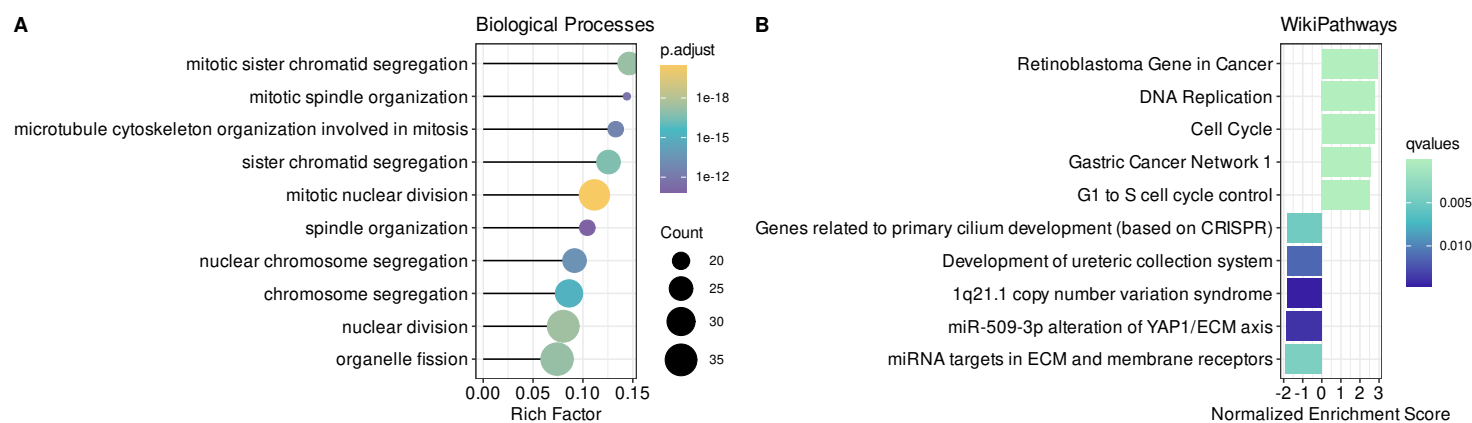 A
Biological Processes
mitotic sister chromatid segregation
mitotic spindle organization
microtubule cytoskeleton organization involved in mitosis
sister chromatid segregation
mitotic nuclear division
spindle organization
nuclear chromosome segregation
chromosome segregation
nuclear division
organelle fission
0.00 0.05 0.10 0.15
Rich Factor
p.adjust
1e-18
1e-15
1e-12
Count
20
25
30
35
B
WikiPathways
Retinoblastoma Gene in Cancer
DNA Replication
Cell Cycle
Gastric Cancer Network 1
G1 to S cell cycle control
Genes related to primary cilium development (based on CRISPR)
Development of ureteric collection system
1q21.1 copy number variation syndrome
miR-509-3p alteration of YAP1/ECM axis
miRNA targets in ECM and membrane receptors
-2 -1 0 1 2 3
Normalized Enrichment Score
qvalues
0.005
0.010